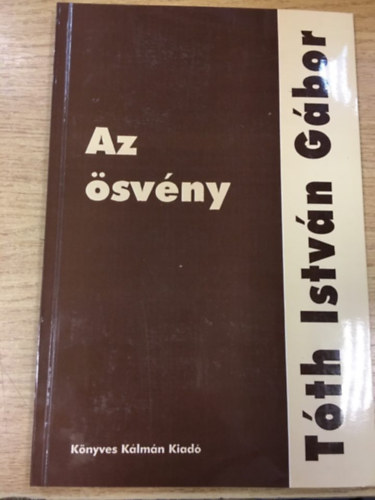 Az
ösvény
Tóth István Gábor
Könyves Kálmán Kiadó